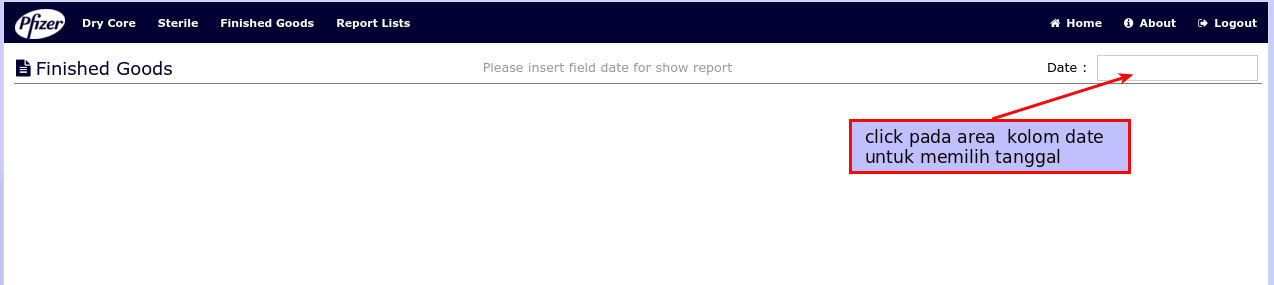 Pfizer Dry Core Sterile Finished Goods Report Lists Home About Logout
Finished Goods Please insert field date for show report Date :
click pada area kolom date
untuk memilih tanggal